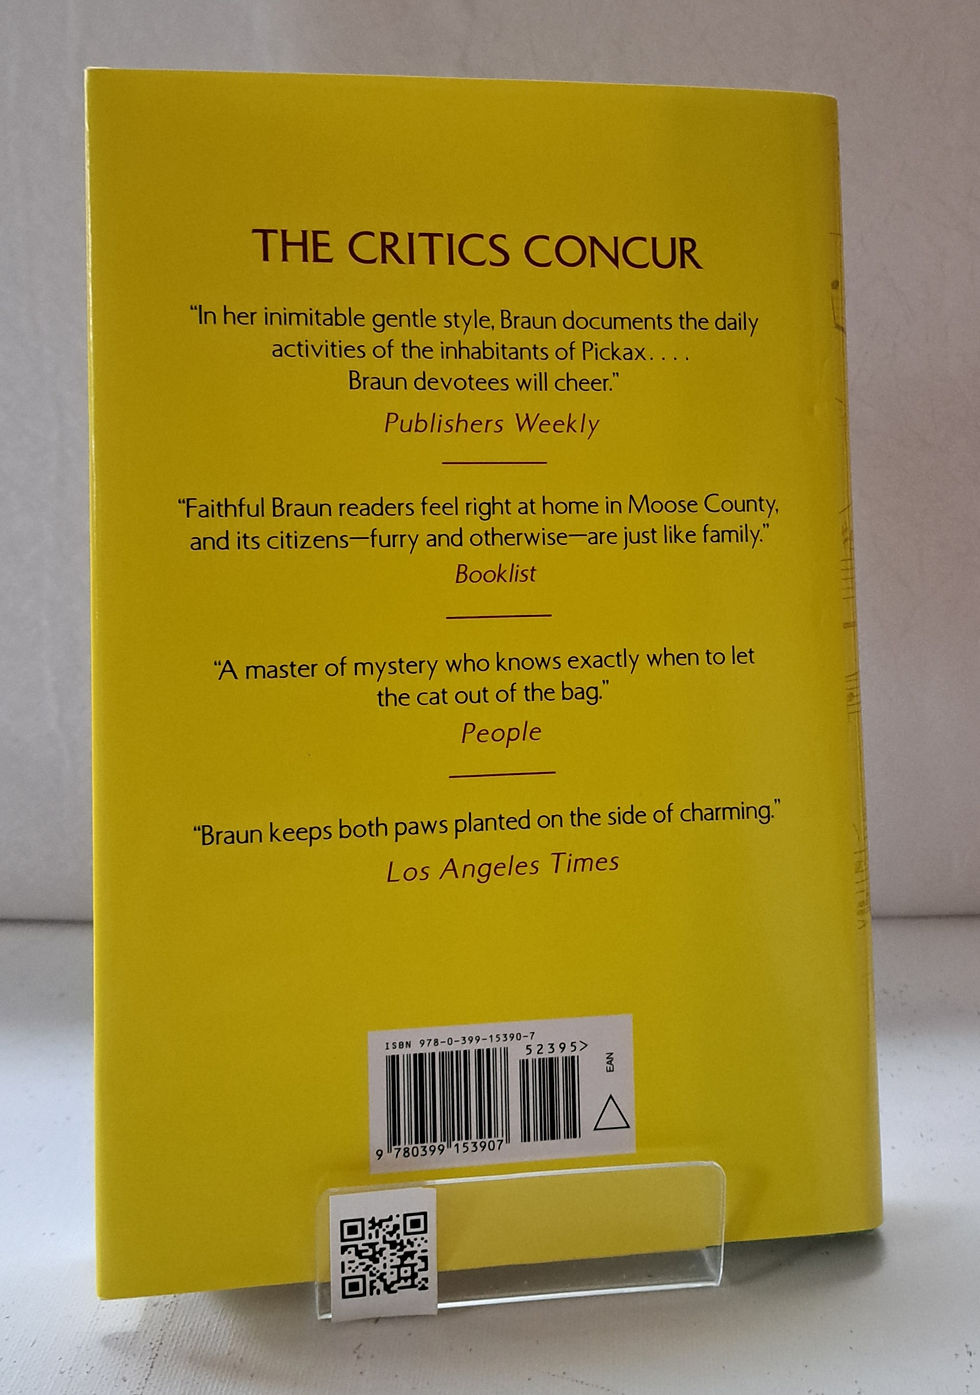 THE CRITICS CONCUR
“In her inimitable gentle style, Braun documents the daily
activities of the inhabitants of Pickax. . . .
Braun devotees will cheer.”
Publishers Weekly
“Faithful Braun readers feel right at home in Moose County,
and its citizens—furry and otherwise—are just like family.”
Booklist
“A master of mystery who knows exactly when to let
the cat out of the bag.”
People
“Braun keeps both paws planted on the side of charming.”
Los Angeles Times
ISBN 978-0-399-15390-7
52395>
EAN
9 780399 153907